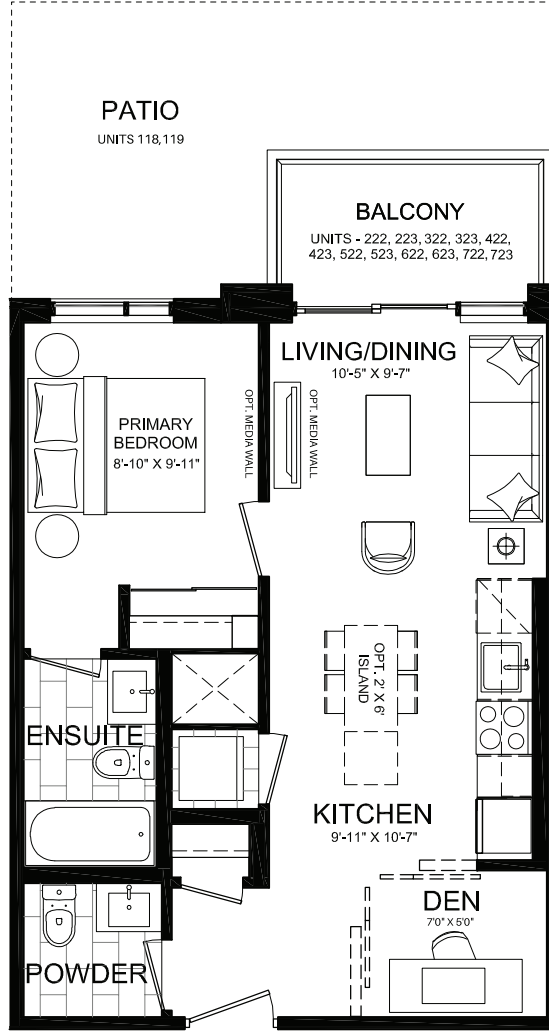 PATIO
UNITS 118,119
BALCONY
UNITS - 222, 223, 322, 323, 422,
423, 522, 523, 622, 623, 722, 723
LIVING/DINING
10'-5" X 9'-7"
PRIMARY
BEDROOM
8'-10" X 9'-11"
OPT. MEDIA WALL
OPT. MEDIA WALL
OPT. 2' X 6'
ISLAND
ENSUITE
KITCHEN
9'-11" X 10'-7"
DEN
7'0" X 5'0"
POWDER